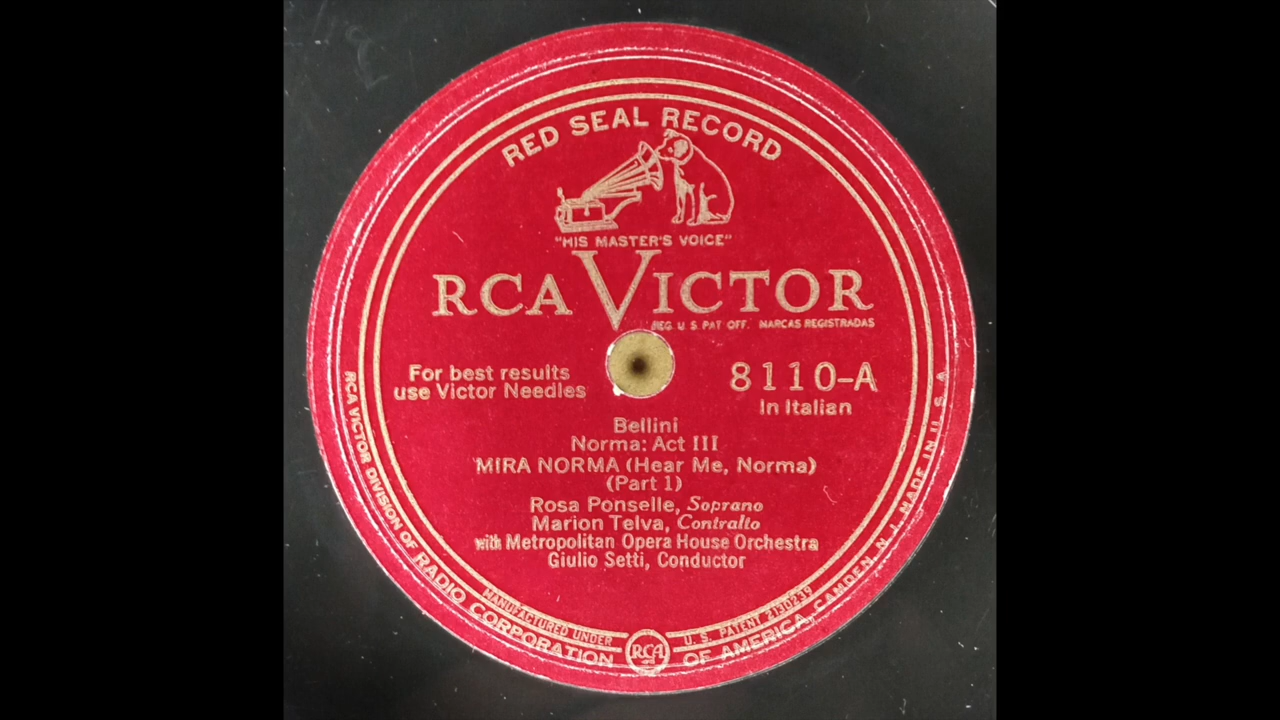 RED SEAL RECORD
"HIS MASTER'S VOICE"
RCA VICTOR
REG. U. S. PAT. OFF. MARCAS REGISTRADAS
For best results
use Victor Needles
8110-A
In Italian
Bellini
Norma: Act III
MIRA NORMA (Hear Me, Norma)
(Part 1)
Rosa Ponselle, Soprano
Marion Telva, Contralto
with Metropolitan Opera House Orchestra
Giulio Setti, Conductor
MANUFACTURED UNDER U. S. PATENT 2130239
RCA VICTOR DIVISION OF RADIO CORPORATION OF AMERICA, CAMDEN, N. J. MADE IN U. S. A.
RCA